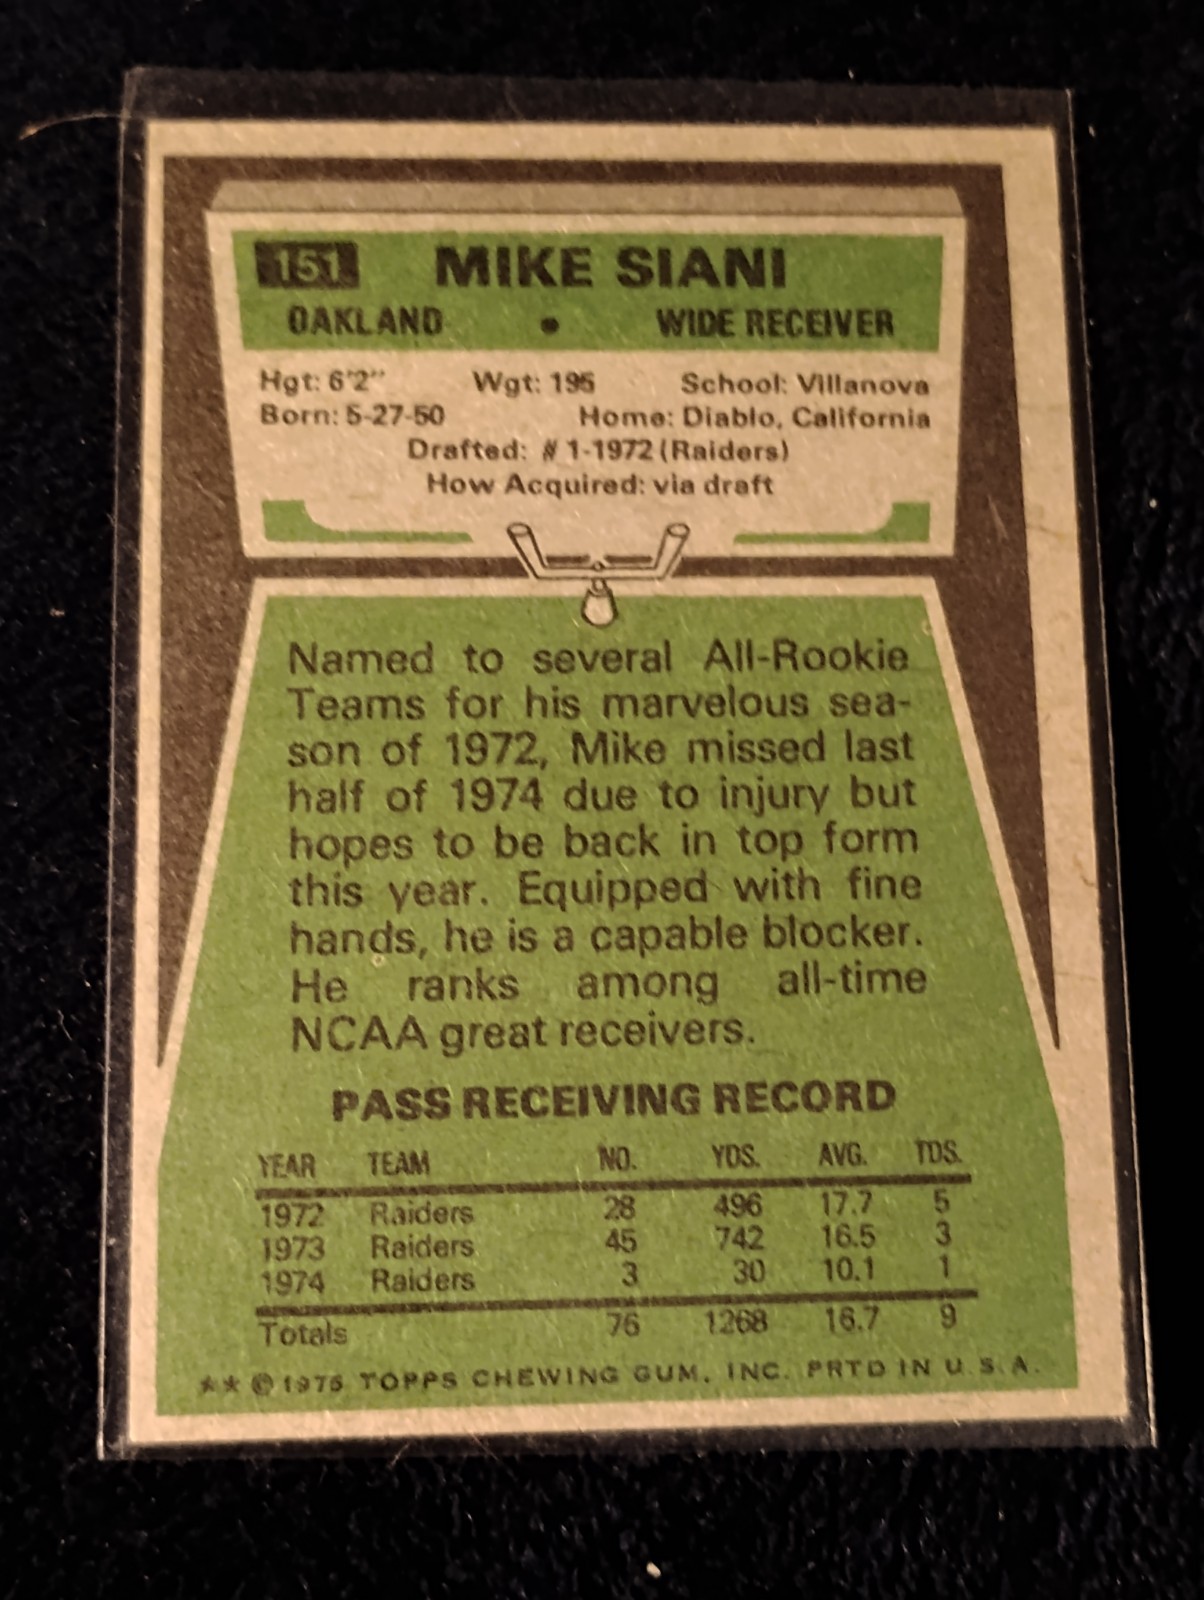 151 MIKE SIANI
OAKLAND • WIDE RECEIVER
Hgt: 6'2" Wgt: 195 School: Villanova
Born: 5-27-50 Home: Diablo, California
Drafted: #1-1972 (Raiders)
How Acquired: via draft
Named to several All-Rookie
Teams for his marvelous sea-
son of 1972, Mike missed last
half of 1974 due to injury but
hopes to be back in top form
this year. Equipped with fine
hands, he is a capable blocker.
He ranks among all-time
NCAA great receivers.
PASS RECEIVING RECORD
YEAR TEAM NO. YDS. AVG. TDS.
1972 Raiders 28 496 17.7 5
1973 Raiders 45 742 16.5 3
1974 Raiders 3 30 10.1 1
Totals 76 1268 16.7 9
** © 1975 TOPPS CHEWING GUM, INC. PRTD IN U.S.A.